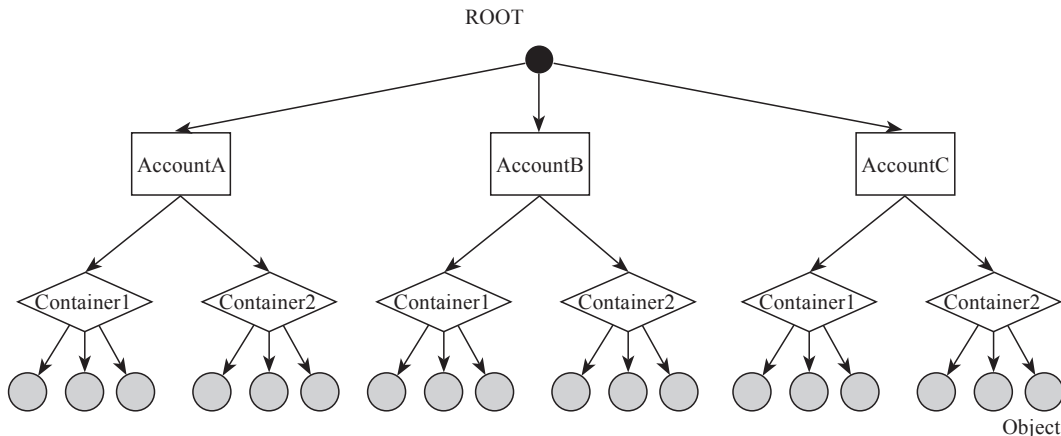 ROOT
AccountA
AccountB
AccountC
Container1
Container2
Container1
Container2
Container1
Container2
Object